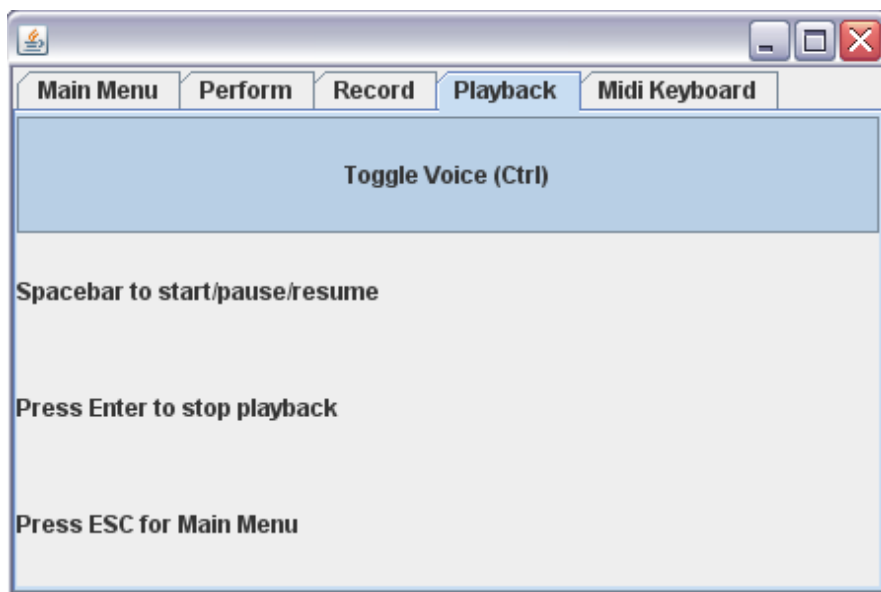 Main Menu Perform Record Playback Midi Keyboard
Toggle Voice (Ctrl)
Spacebar to start/pause/resume
Press Enter to stop playback
Press ESC for Main Menu